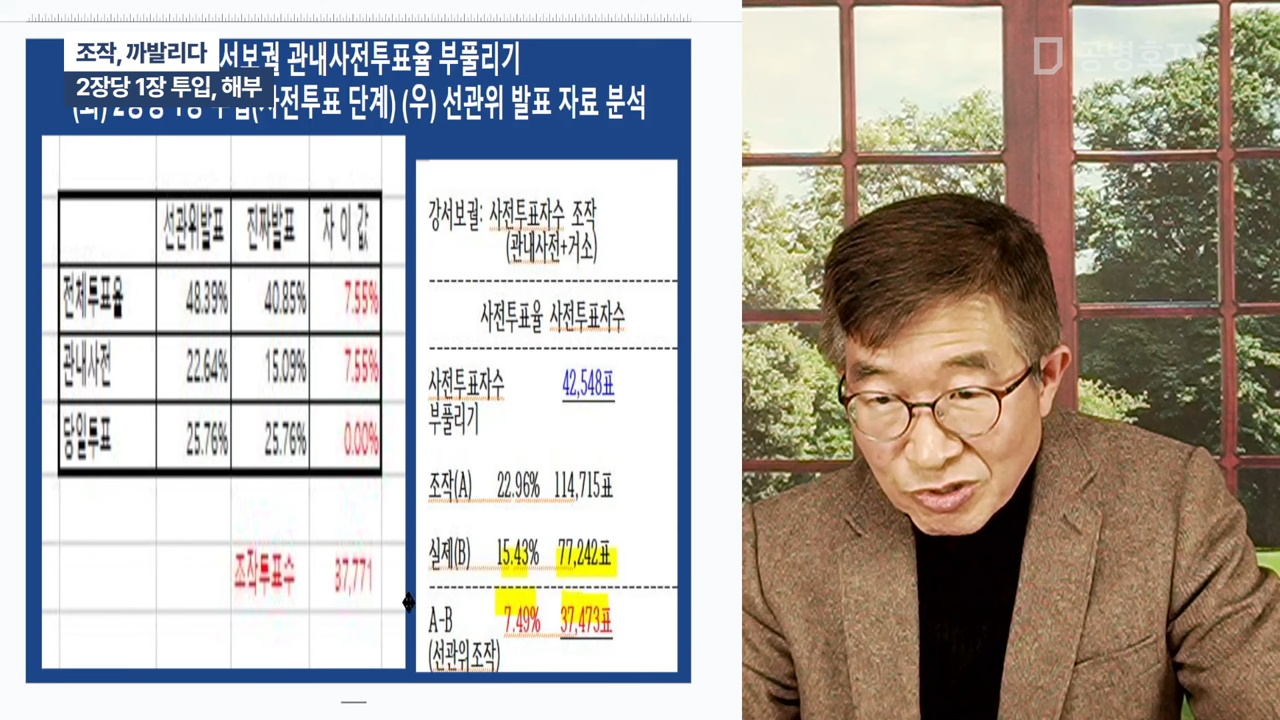 조작, 까발리다
서보궐 관내사전투표율 부풀리기
2장당 1장 투입, 해부
사전투표 단계) (우) 선관위 발표 자료 분석
선관위발표 진짜발표 차 이 값
전체투표율 48.39% 40.85% 7.55%
관내사전 22.64% 15.09% 7.55%
당일투표 25.76% 25.76% 0.00%
조작투표수 37,771
강서보궐: 사전투표자수 조작
(관내사전+거소)
사전투표율 사전투표자수
사전투표자수 42,548표
부풀리기
조작(A) 22.96% 114,715표
실제(B) 15.43% 77,242표
A-B 7.49% 37,473표
(선관위조작)
공병호TV